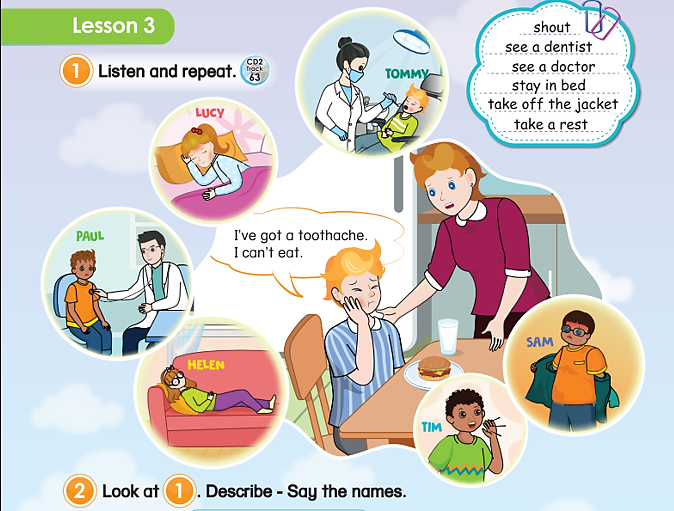 Lesson 3
1 Listen and repeat. CD2 Track 63
shout
see a dentist
see a doctor
stay in bed
take off the jacket
take a rest
TOMMY
LUCY
PAUL
I've got a toothache.
I can't eat.
HELEN
SAM
TIM
2 Look at 1. Describe - Say the names.